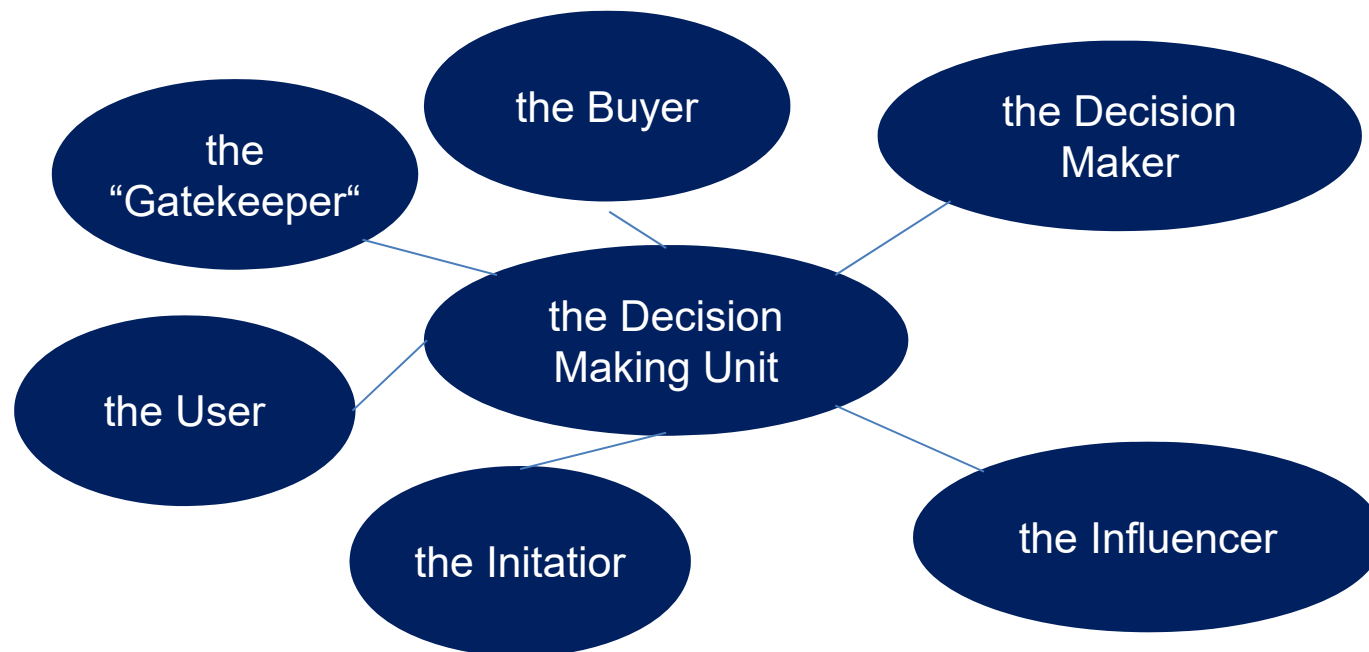 the Buyer
the Decision
Maker
the
“Gatekeeper“
the Decision
Making Unit
the User
the Initatior
the Influencer